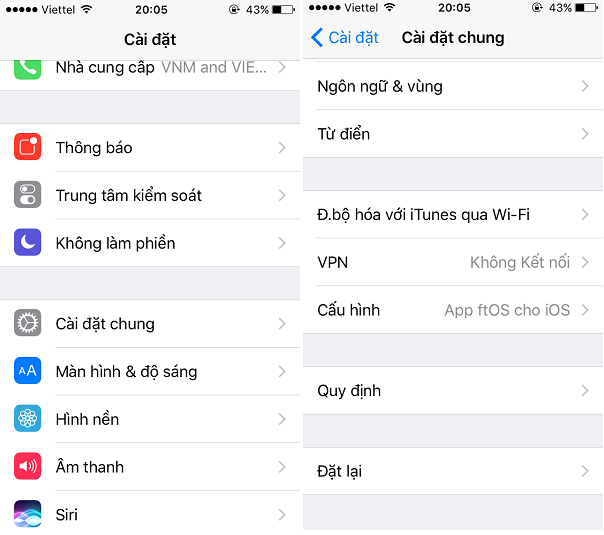 Viettel 20:05 43%
Cài đặt
Nhà cung cấp VNM and VIE...
Thông báo
Trung tâm kiểm soát
Không làm phiền
Cài đặt chung
AA Màn hình & độ sáng
Hình nền
Âm thanh
Siri
Viettel 20:05 43%
Cài đặt Cài đặt chung
Ngôn ngữ & vùng
Từ điển
Đ.bộ hóa với iTunes qua Wi-Fi
VPN Không Kết nối
Cấu hình App ftOS cho iOS
Quy định
Đặt lại